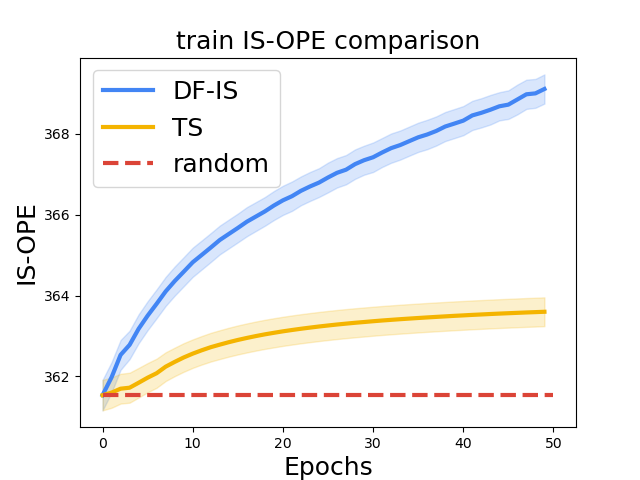 train IS-OPE comparison
DF-IS
TS
random
IS-OPE
368
366
364
362
0 10 20 30 40 50
Epochs